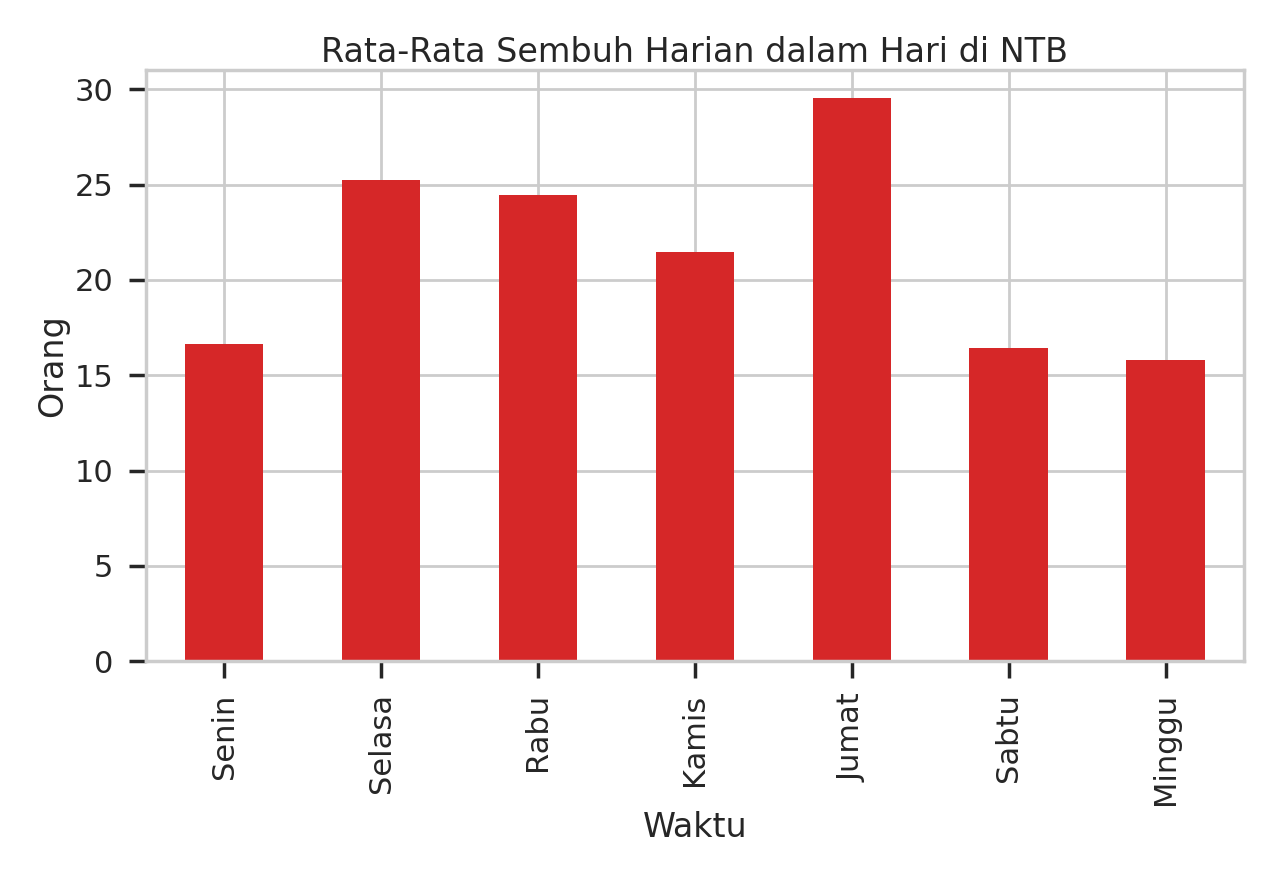 Rata-Rata Sembuh Harian dalam Hari di NTB
30
25
20
15
10
5
0
Orang
Senin
Selasa
Rabu
Kamis
Jumat
Sabtu
Minggu
Waktu